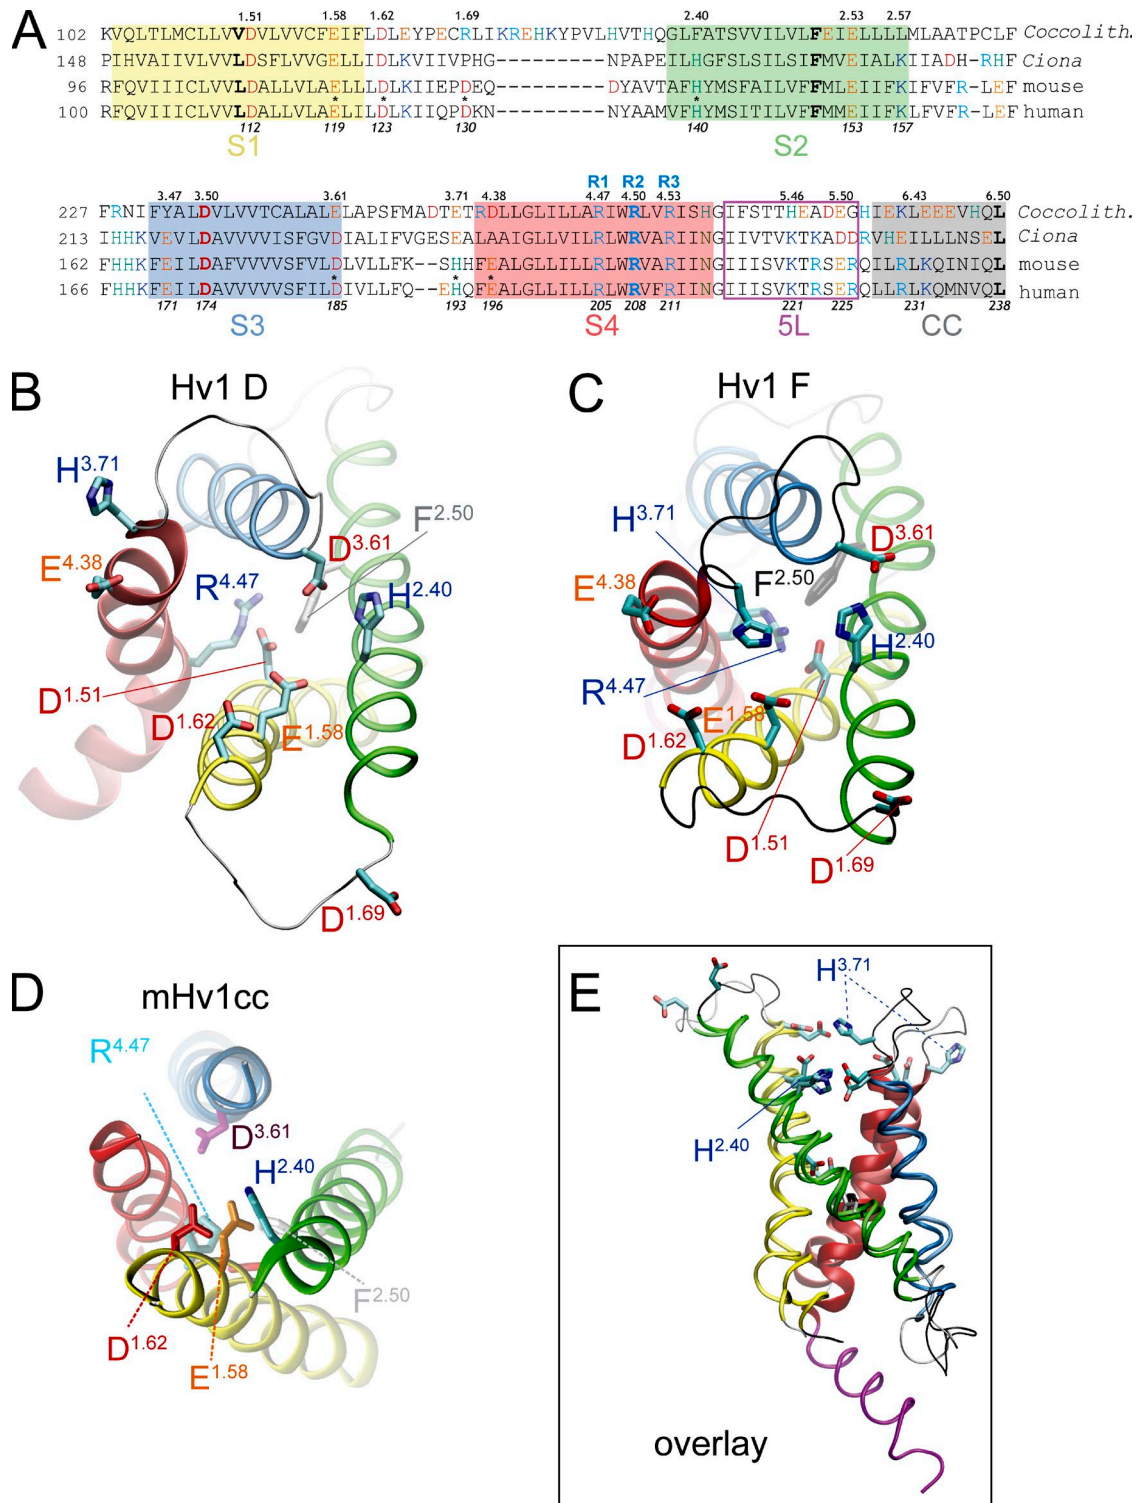 A
1.51 1.58 1.62 1.69 2.40 2.53 2.57
102 KVQLTLMCLLVVDVLVVCFEIFLDLEYPECRLIKREHKYPVLHVTHQGLFATSVVILVLFEIELLLLMLAATPCLF Coccolith.
148 PIHVAIIVLVVLDSFLVVGELLIDLKVIIVPHG---------NPAPEILHGFSLSILSIFMVEIALKIIADH-RHF Ciona
96 RFQVIIICLVVLDALLVLAELLLDLKIIEPDEQ---------DYAVTAFHYMSFAILVFFMLEIIFKIFVFR-LEF mouse
* * * *
100 RFQVIIICLVVLDALLVLAELILDLKIIQPDKN---------NYAAMVFHYMSITILVFFMMEIIFKLFVFR-LEF human
112 119 123 130 140 153 157
S1 S2
R1 R2 R3
3.47 3.50 3.61 3.71 4.38 4.47 4.50 4.53 5.46 5.50 6.43 6.50
227 FRNIFYALDVLVVTCALALELAPSFMADTETRDLLGLILLARIWRLVRISHGIFSTTHEADEGHIEKLEEEVHQL Coccolith.
213 IHHKVEVLDAVVVVISFGVDIALIFVGESEALAAIGLLVILRLWRVARIINGIIVTVKTKADDRVHEILLLNSEL Ciona
162 FHHKFEILDAFVVVVSFVLDLVLLFK--SHHFEALGLLILLRLWRVARIINGIIISVKTRSERQILRLKQINIQL mouse
* * *
166 FHHKFEILDAVVVVVSFILDIVLLFQ--EHQFEALGLLILLRLWRVFRIINGIIISVKTRSERQLLRLKQMNVQL human
171 174 185 193 196 205 208 211 221 225 231 238
S3 S4 5L CC
B
Hv1 D
H3.71
F2.50
E4.38
D3.61
R4.47
H2.40
D1.51
D1.62
E1.58
D1.69
C
Hv1 F
H3.71
D3.61
E4.38
F2.50
H2.40
R4.47
E1.58
D1.62
D1.51
D1.69
D
mHv1cc
R4.47
D3.61
H2.40
F2.50
D1.62
E1.58
E
H3.71
H2.40
overlay